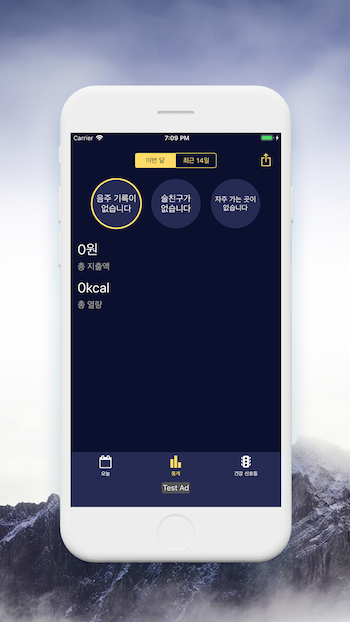 Carrier 7:09 PM
이번 달 최근 14일
음주 기록이
없습니다
술친구가
없습니다
자주 가는 곳이
없습니다
0원
총 지출액
0kcal
총 열량
오늘 통계 건강 신호등
Test Ad